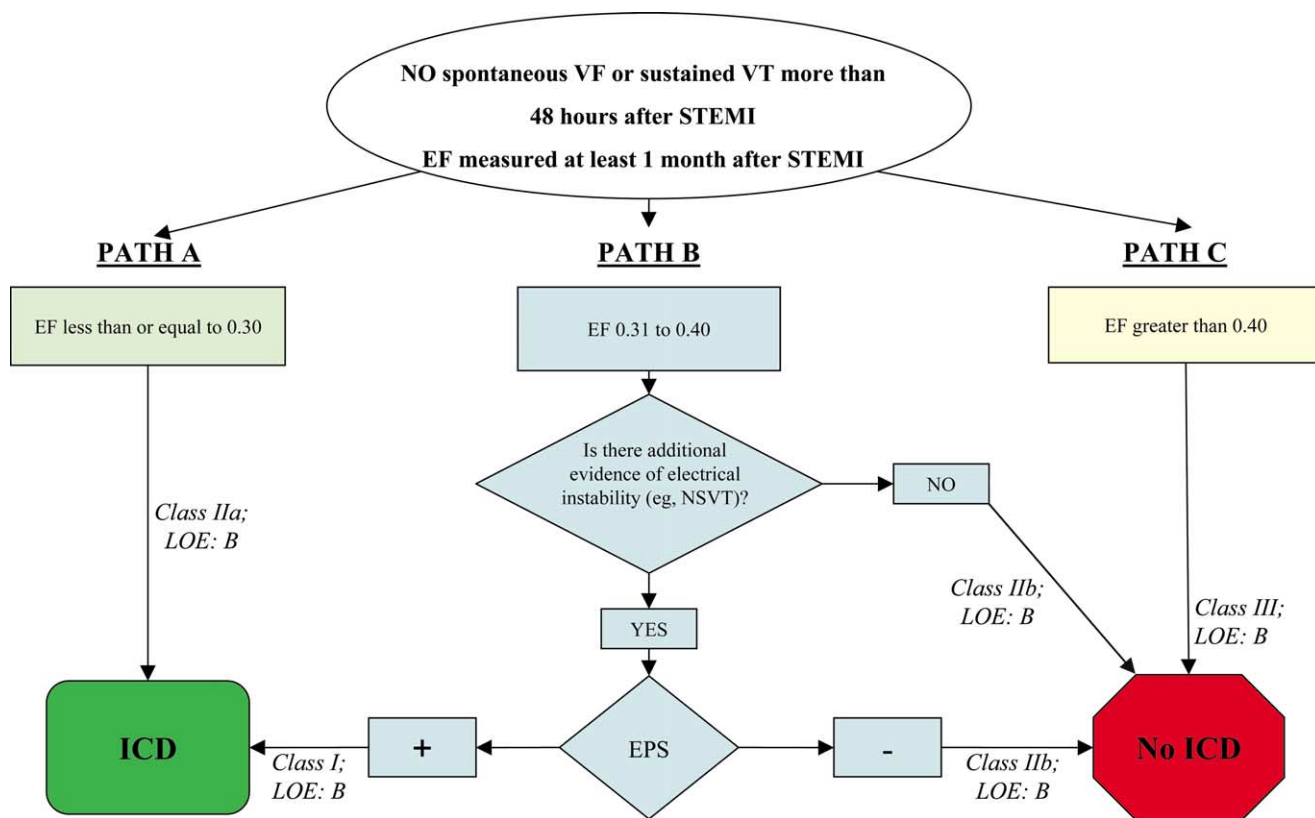 NO spontaneous VF or sustained VT more than
48 hours after STEMI
EF measured at least 1 month after STEMI
PATH A
PATH B
PATH C
EF less than or equal to 0.30
EF 0.31 to 0.40
EF greater than 0.40
Is there additional
evidence of electrical
instability (eg, NSVT)?
NO
Class IIa;
LOE: B
Class IIb;
LOE: B
Class III;
LOE: B
YES
ICD
+
EPS
-
No ICD
Class I;
LOE: B
Class IIb;
LOE: B